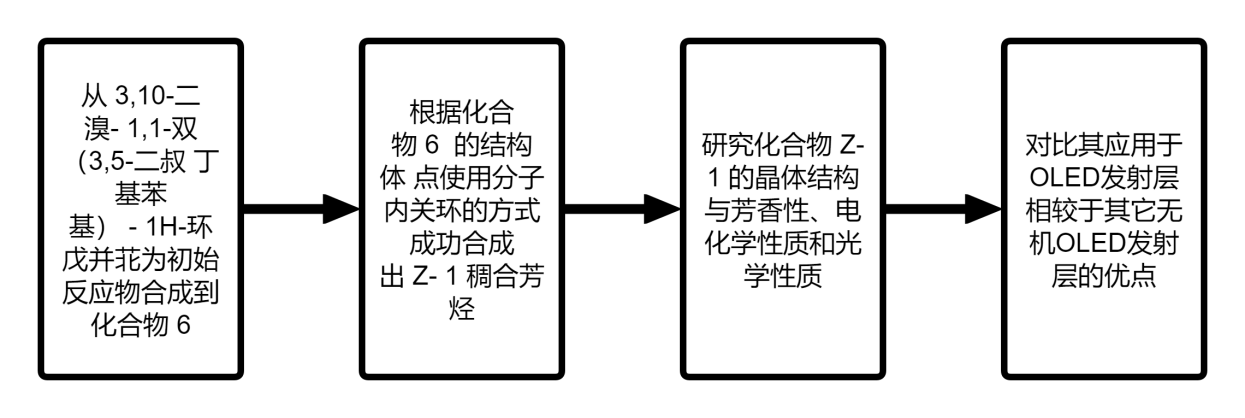 从 3,10-二
溴- 1,1-双
（3,5-二叔 丁
基苯
基） - 1H-环
戊并苝为初始
反应物合成到
化合物 6
根据化合
物 6  的结构
体 点使用分子
内关环的方式
成功合成
出 Z- 1 稠合芳
烃
研究化合物 Z-
1 的晶体结构
与芳香性、电
化学性质和光
学性质
对比其应用于
OLED发射层
相较于其它无
机OLED发射
层的优点